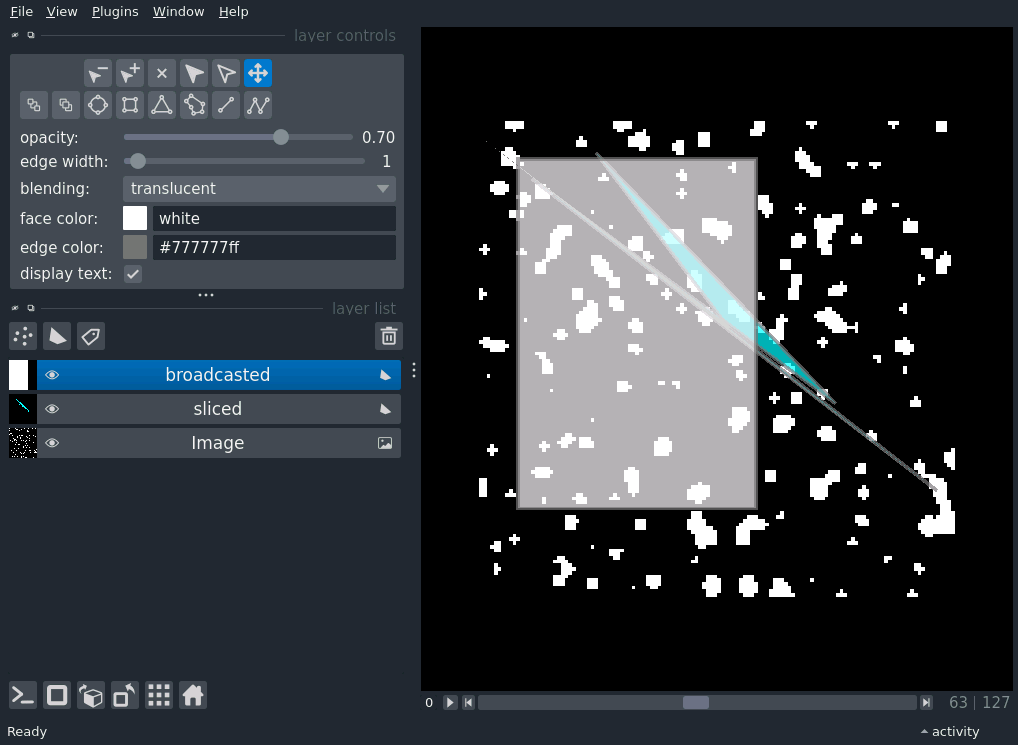 File View Plugins Window Help
layer controls
opacity: 0.70
edge width: 1
blending: translucent
face color: white
edge color: #777777ff
display text:
layer list
broadcasted
sliced
Image
0 63 | 127
Ready activity